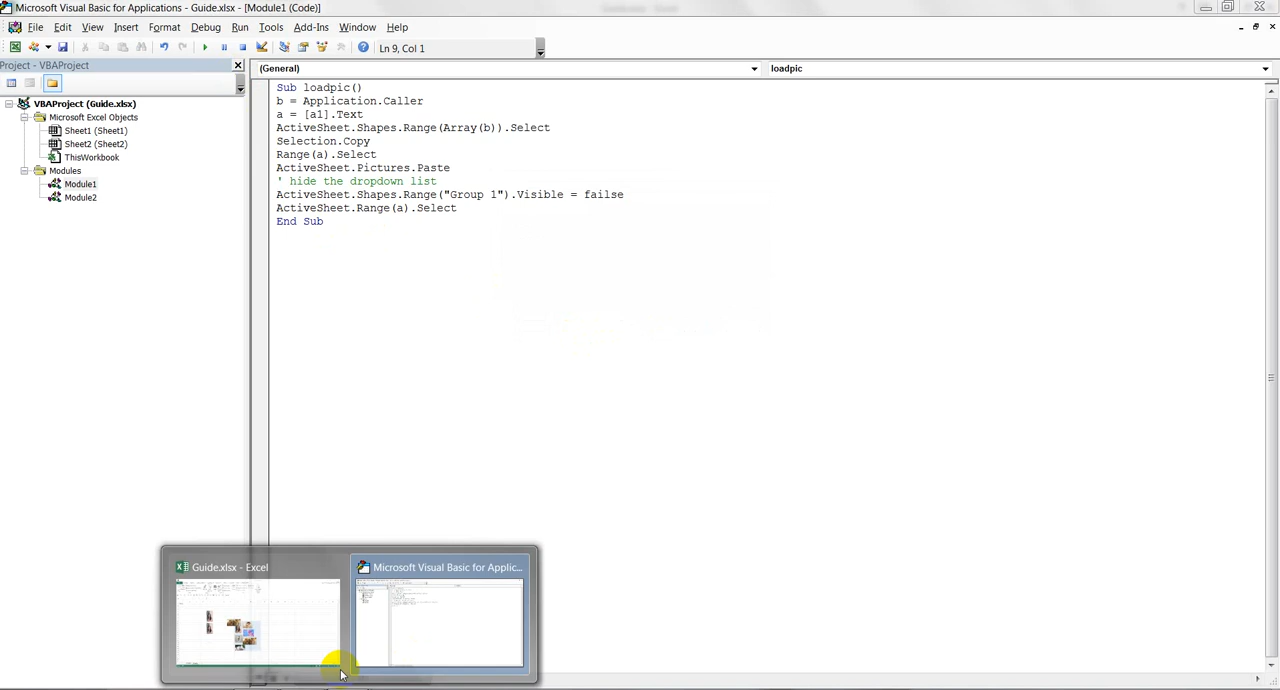 Microsoft Visual Basic for Applications - Guide.xlsx - [Module1 (Code)]
File Edit View Insert Format Debug Run Tools Add-Ins Window Help
Ln 9, Col 1
Project - VBAProject
(General) loadpic
VBAProject (Guide.xlsx)
Microsoft Excel Objects
Sheet1 (Sheet1)
Sheet2 (Sheet2)
ThisWorkbook
Modules
Module1
Module2
Sub loadpic()
b = Application.Caller
a = [a1].Text
ActiveSheet.Shapes.Range(Array(b)).Select
Selection.Copy
Range(a).Select
ActiveSheet.Pictures.Paste
' hide the dropdown list
ActiveSheet.Shapes.Range("Group 1").Visible = failse
ActiveSheet.Range(a).Select
End Sub
Guide.xlsx - Excel
Microsoft Visual Basic for Applic...